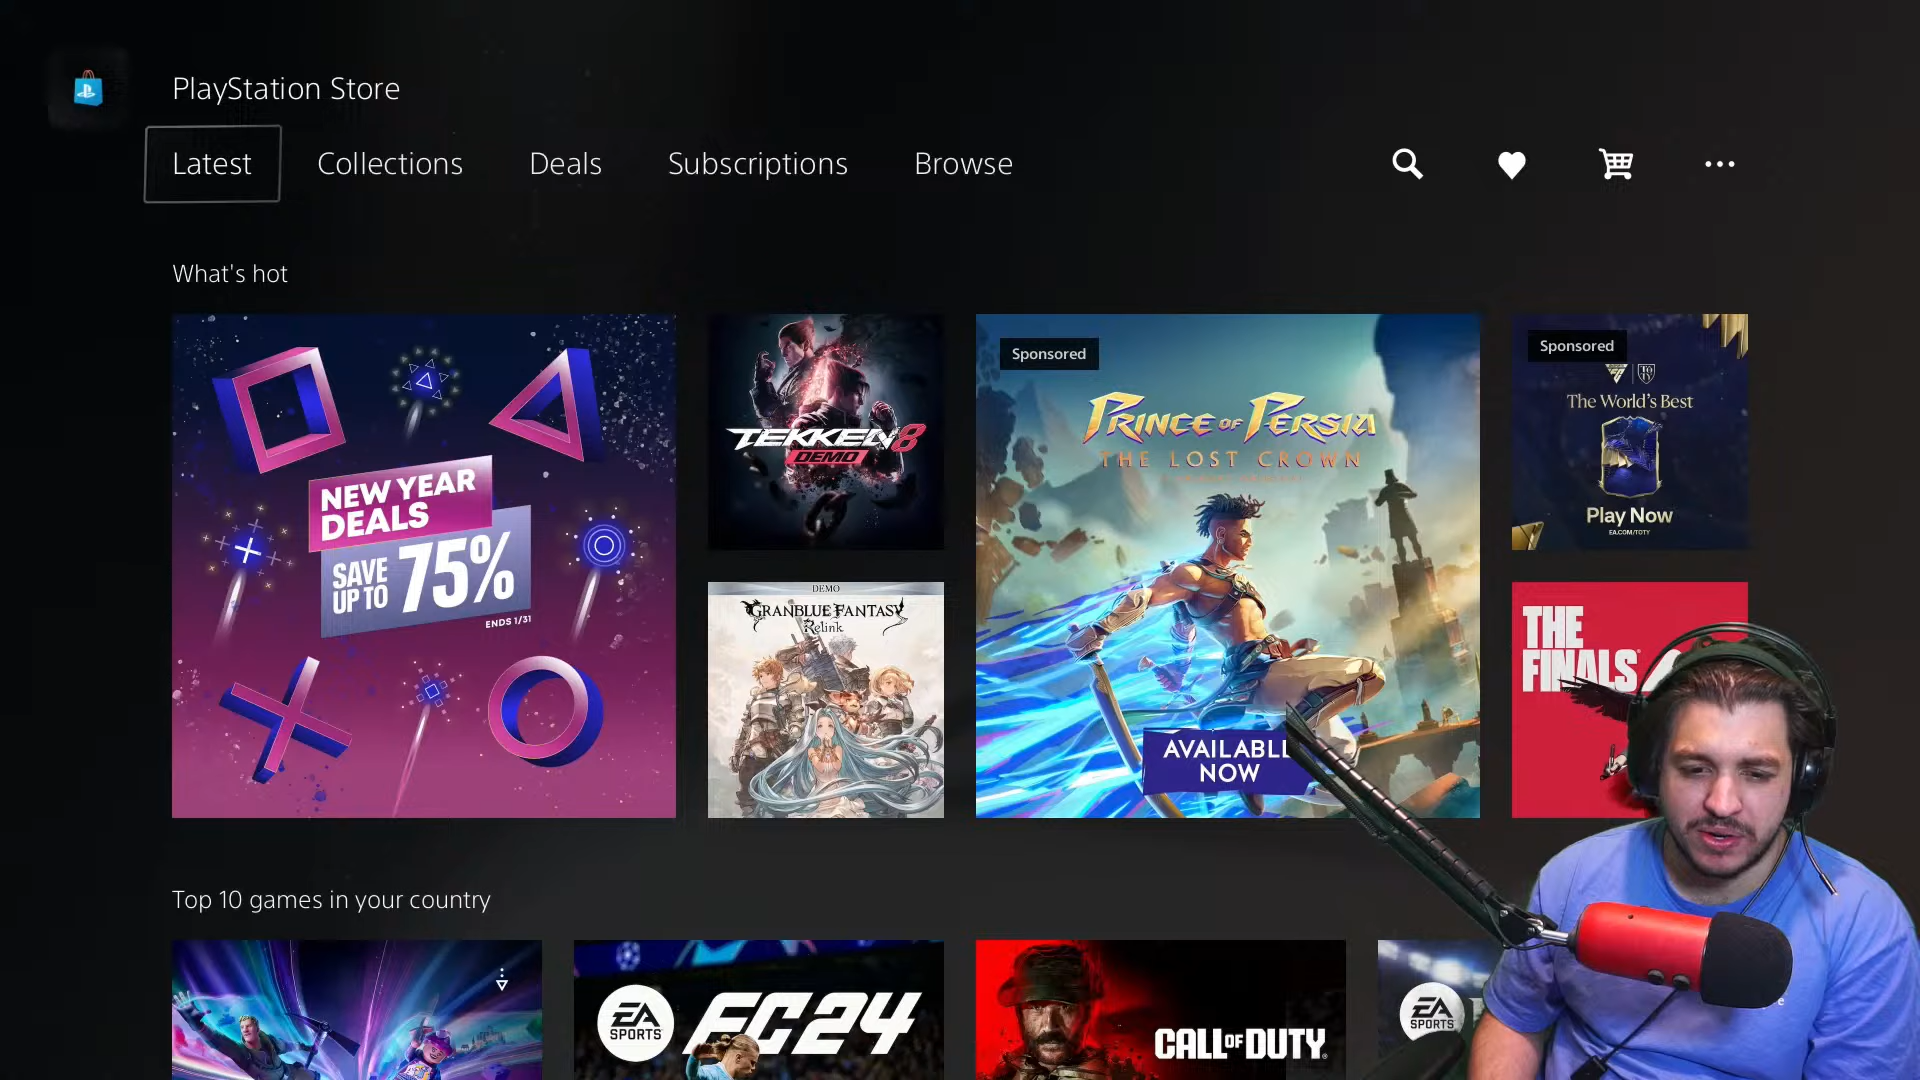 PlayStation Store
Latest
Collections
Deals
Subscriptions
Browse
What's hot
NEW YEAR
DEALS
SAVE
UP TO
75%
ENDS 1/31
TEKKEN 8
DEMO
DEMO
GRANBLUE FANTASY
Relink
Sponsored
PRINCE OF PERSIA
THE LOST CROWN
AVAILABLE
NOW
Sponsored
The World's Best
Play Now
EA.COM/TOTY
THE
FINALS
Top 10 games in your country
EA
SPORTS
FC24
CALL OF DUTY
EA
SPORTS